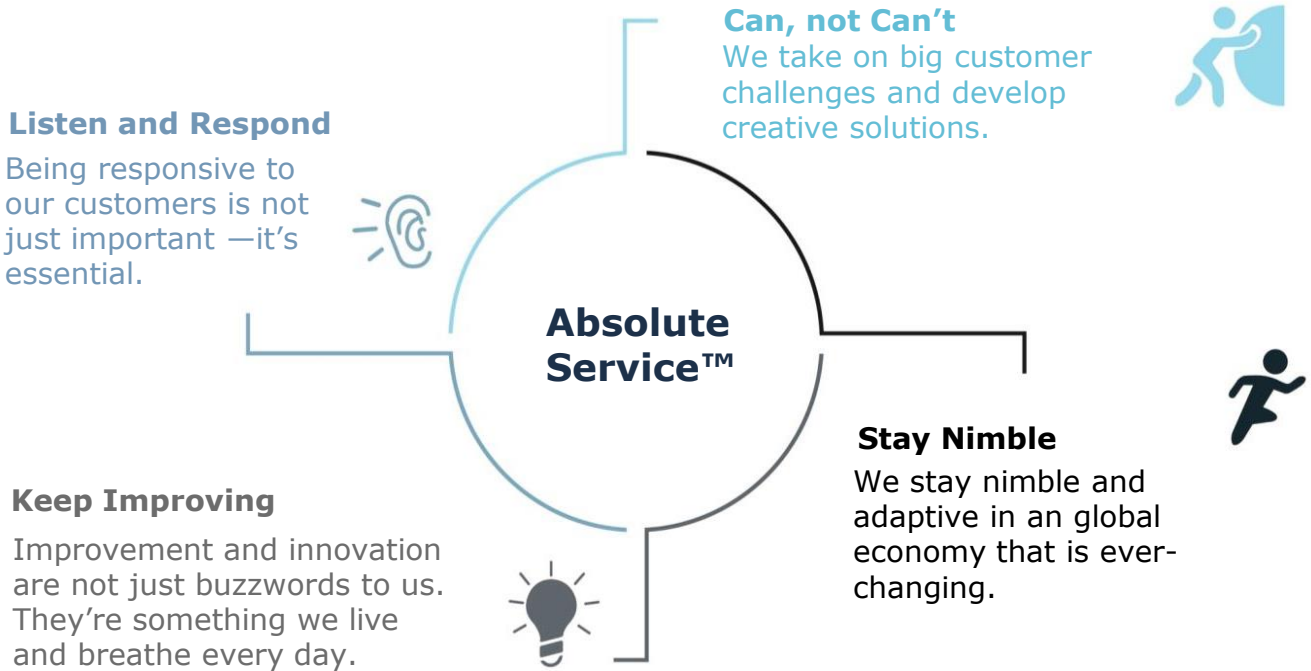 Can, not Can’t
We take on big customer
challenges and develop
creative solutions.
Listen and Respond
Being responsive to
our customers is not
just important —it’s
essential.
Absolute
Service™
Stay Nimble
We stay nimble and
adaptive in an global
economy that is ever-
changing.
Keep Improving
Improvement and innovation
are not just buzzwords to us.
They’re something we live
and breathe every day.